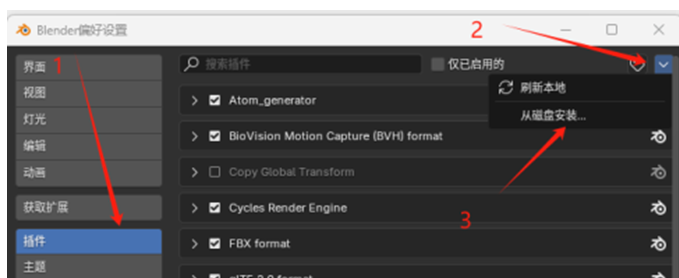 Blender偏好设置
2
界面
1
搜索插件
仅已启用的
视图
刷新本地
灯光
Atom_generator
从磁盘安装...
编辑
BioVision Motion Capture (BVH) format
动画
Copy Global Transform
获取扩展
Cycles Render Engine
3
插件
FBX format
主题